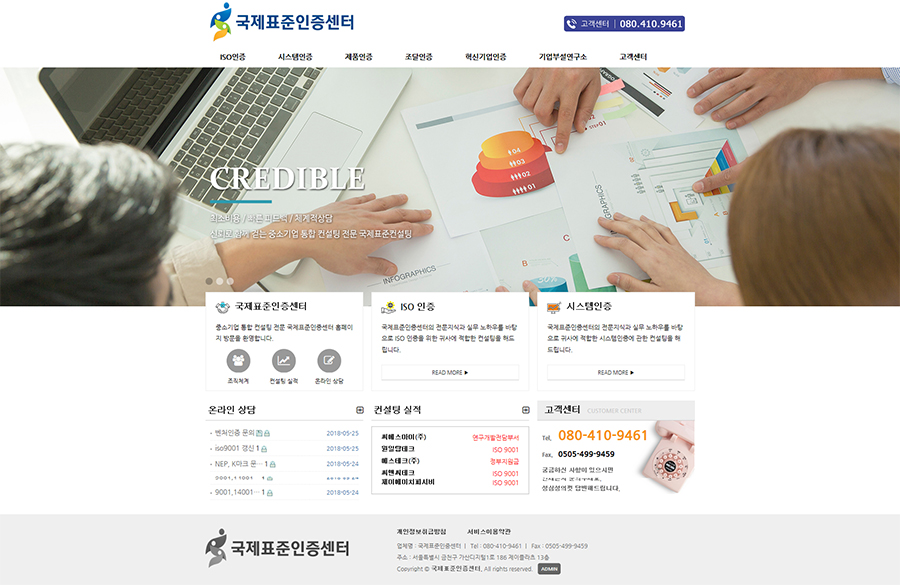 국제표준인증센터
고객센터 | 080.410.9461
ISO인증 시스템인증 제품인증 조달인증 혁신기업인증 기업부설연구소 고객센터
CREDIBLE
최소비용 / 빠른 피드백 / 체계적상담
신뢰로 함께 걷는 중소기업 통합 컨설팅 전문 국제표준컨설팅
04
03
02
01
01
GRAPHICS
B
C
INFOGRAPHICS
국제표준인증센터
중소기업 통합 컨설팅 전문 국제표준인증센터 홈페이
지 방문을 환영합니다.
조직체계 컨설팅 실적 온라인 상담
ISO 인증
국제표준인증센터의 전문지식과 실무 노하우를 바탕
으로 ISO 인증을 위한 귀사에 적합한 컨설팅을 해드
립니다.
READ MORE ▶
시스템인증
국제표준인증센터의 전문지식과 실무 노하우를 바탕
으로 귀사에 적합한 시스템인증에 관한 컨설팅을 해
드립니다.
READ MORE ▶
온라인 상담
벤처인증 문의 2018-05-25
iso9001 갱신 1 2018-05-25
NEP, K마크 문… 1 2018-05-24
9001,14001… 1 2018-05-24
컨설팅 실적
씨에스아이(주) 연구개발전담부서
원일탑테크 ISO 9001
에스테크(주) 정부지원금
씨엔씨테크 ISO 9001
제이에이치피시비 ISO 9001
고객센터 CUSTOMER CENTER
Tel. 080-410-9461
Fax. 0505-499-9459
궁금하신 사항이 있으시면
성심성의껏 답변해드립니다.
국제표준인증센터
개인정보취급방침 서비스이용약관
업체명 : 국제표준인증센터 | Tel : 080-410-9461 | Fax : 0505-499-9459
주소 : 서울특별시 금천구 가산디지털1로 186 제이플라츠 13층
Copyright © 국제표준인증센터. All rights reserved. ADMIN